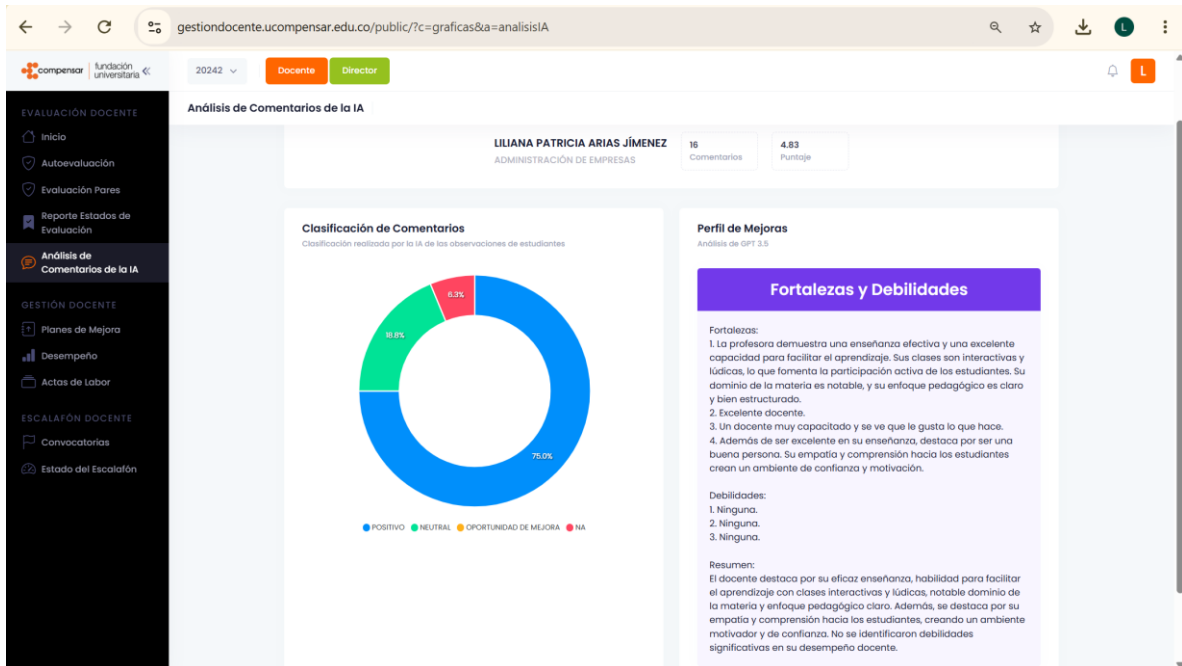 gestiondocente.ucompensar.edu.co/public/?c=graficas&a=analisisIA
L
compensar
fundación
universitaria
20242
Docente
Director
L
EVALUACIÓN DOCENTE
Inicio
Autoevaluación
Evaluación Pares
Reporte Estados de
Evaluación
Análisis de
Comentarios de la IA
GESTIÓN DOCENTE
Planes de Mejora
Desempeño
Actas de Labor
ESCALAFÓN DOCENTE
Convocatorias
Estado del Escalafón
Análisis de Comentarios de la IA
LILIANA PATRICIA ARIAS JÍMENEZ
ADMINISTRACIÓN DE EMPRESAS
16
Comentarios
4.83
Puntaje
Clasificación de Comentarios
Clasificación realizada por la IA de las observaciones de estudiantes
6.3%
18.8%
75.0%
POSITIVO NEUTRAL OPORTUNIDAD DE MEJORA NA
Perfil de Mejoras
Análisis de GPT 3.5
Fortalezas y Debilidades
Fortalezas:
1. La profesora demuestra una enseñanza efectiva y una excelente
capacidad para facilitar el aprendizaje. Sus clases son interactivas y
lúdicas, lo que fomenta la participación activa de los estudiantes. Su
dominio de la materia es notable, y su enfoque pedagógico es claro
y bien estructurado.
2. Excelente docente.
3. Un docente muy capacitado y se ve que le gusta lo que hace.
4. Además de ser excelente en su enseñanza, destaca por ser una
buena persona. Su empatía y comprensión hacia los estudiantes
crean un ambiente de confianza y motivación.
Debilidades:
1. Ninguna.
2. Ninguna.
3. Ninguna.
Resumen:
El docente destaca por su eficaz enseñanza, habilidad para facilitar
el aprendizaje con clases interactivas y lúdicas, notable dominio de
la materia y enfoque pedagógico claro. Además, se destaca por su
empatía y comprensión hacia los estudiantes, creando un ambiente
motivador y de confianza. No se identificaron debilidades
significativas en su desempeño docente.